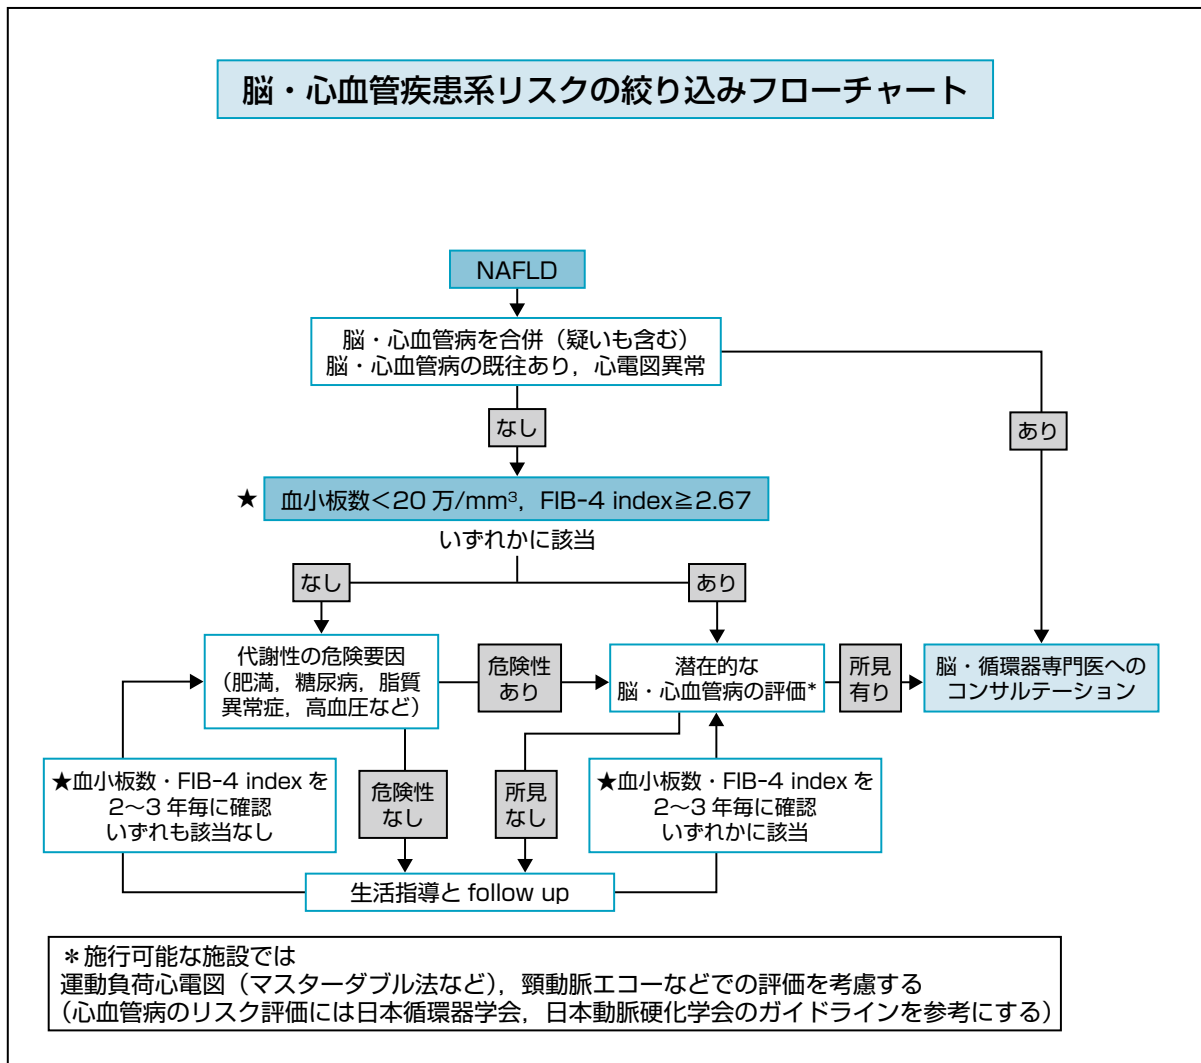 脳・心血管疾患系リスクの絞り込みフローチャート
NAFLD
脳・心血管病を合併（疑いも含む）
脳・心血管病の既往あり，心電図異常
なし
あり
★ 血小板数＜20 万/mm³，FIB-4 index≧2.67
いずれかに該当
なし
あり
代謝性の危険要因
（肥満，糖尿病，脂質
異常症，高血圧など）
危険性
あり
潜在的な
脳・心血管病の評価*
所見
有り
脳・循環器専門医への
コンサルテーション
★血小板数・FIB-4 index を
2～3 年毎に確認
いずれも該当なし
危険性
なし
所見
なし
★血小板数・FIB-4 index を
2～3 年毎に確認
いずれかに該当
生活指導と follow up
＊施行可能な施設では
運動負荷心電図（マスターダブル法など），頸動脈エコーなどでの評価を考慮する
（心血管病のリスク評価には日本循環器学会，日本動脈硬化学会のガイドラインを参考にする）